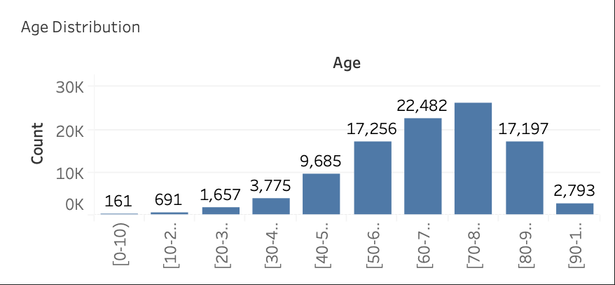 Age Distribution
Age
Count
30K
20K
10K
0K
161
691
1,657
3,775
9,685
17,256
22,482
17,197
2,793
[0-10)
[10-2..
[20-3..
[30-4..
[40-5..
[50-6..
[60-7..
[70-8..
[80-9..
[90-1..